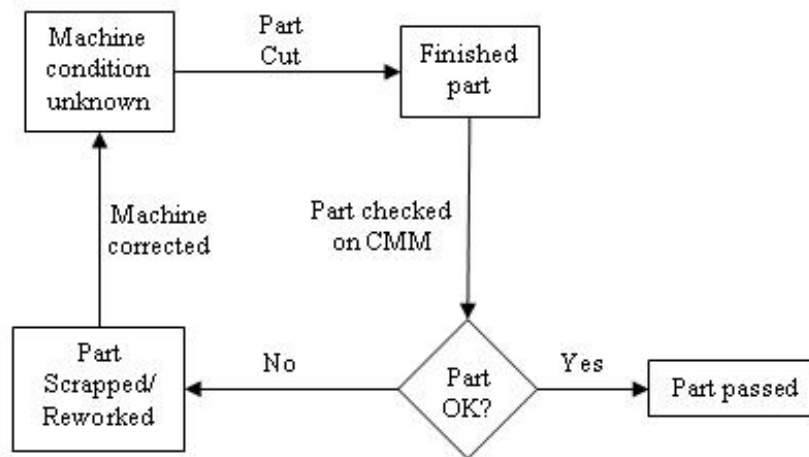 Machine
condition
unknown
Part
Cut
Finished
part
Part checked
on CMM
Machine
corrected
Part
Scrapped/
Reworked
No
Part
OK?
Yes
Part passed